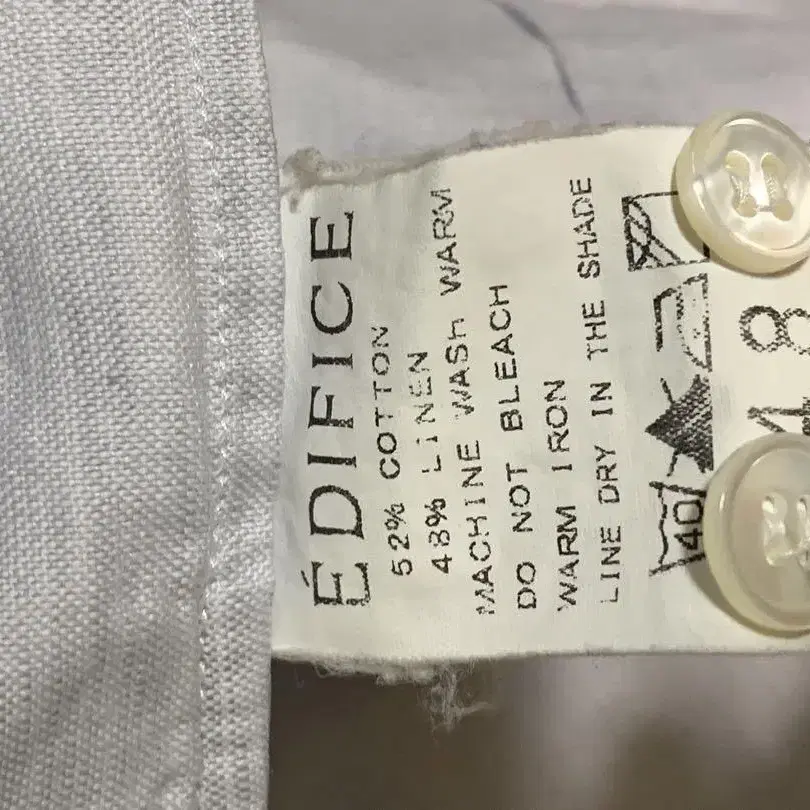 ÉDIFICE
52% COTTON
48% LINEN
MACHINE WASH WARM
DO NOT BLEACH
WARM IRON
LINE DRY IN THE SHADE
40
48